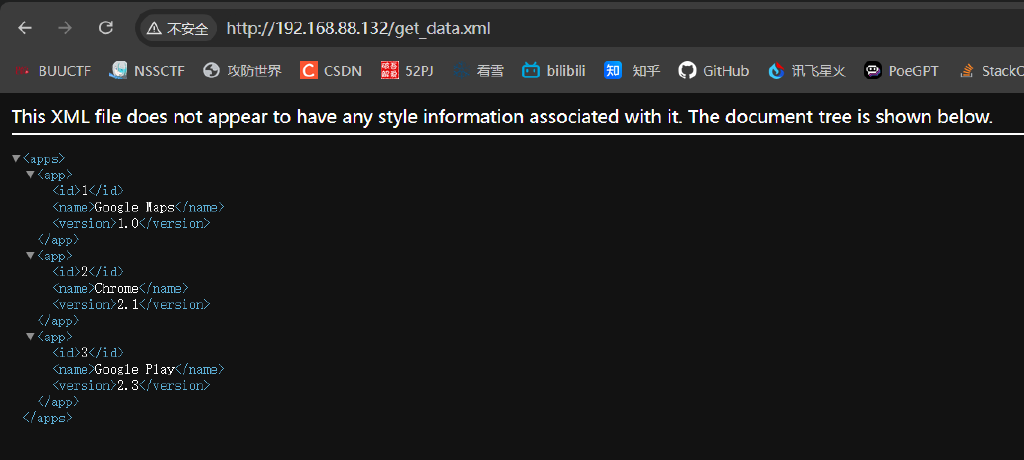 不安全 http://192.168.88.132/get_data.xml
BUUCTF NSSCTF 攻防世界 CSDN 52PJ 看雪 bilibili 知乎 GitHub 讯飞星火 PoeGPT StackO
This XML file does not appear to have any style information associated with it. The document tree is shown below.
▼<apps>
▼<app>
<id>1</id>
<name>Google Maps</name>
<version>1.0</version>
</app>
▼<app>
<id>2</id>
<name>Chrome</name>
<version>2.1</version>
</app>
▼<app>
<id>3</id>
<name>Google Play</name>
<version>2.3</version>
</app>
</apps>